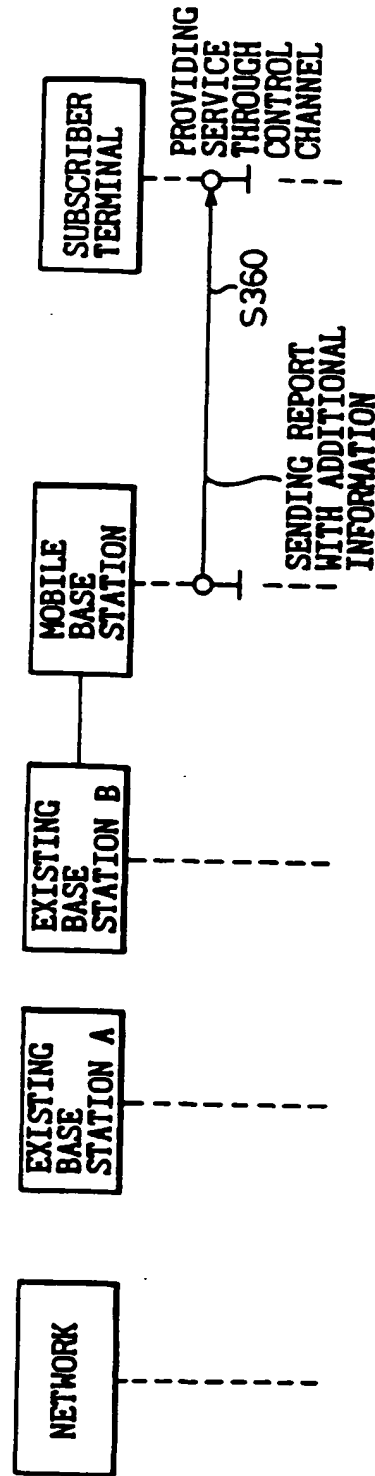 NETWORK
EXISTING
BASE
STATION A
EXISTING
BASE
STATION B
MOBILE
BASE
STATION
SUBSCRIBER
TERMINAL
S360
SENDING REPORT
WITH ADDITIONAL
INFORMATION
PROVIDING
SERVICE
THROUGH
CONTROL
CHANNEL